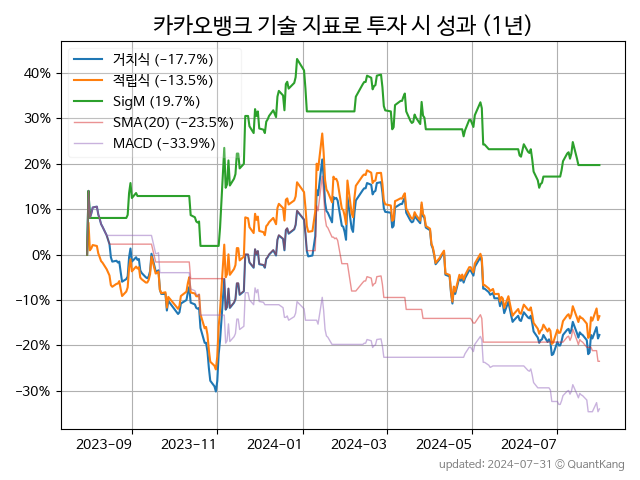 카카오뱅크 기술 지표로 투자 시 성과 (1년)
거치식 (−17.7%)
적립식 (−13.5%)
SigM (19.7%)
SMA(20) (−23.5%)
MACD (−33.9%)
40%
30%
20%
10%
0%
−10%
−20%
−30%
2023-09
2023-11
2024-01
2024-03
2024-05
2024-07
updated: 2024-07-31 © QuantKang